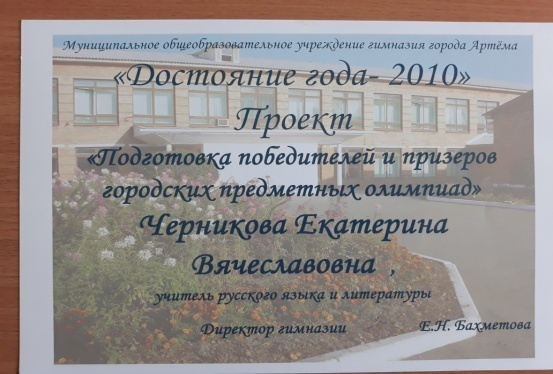 Муниципальное общеобразовательное учреждение гимназия города Артёма
«Достояние года- 2010»
Проект
«Подготовка победителей и призеров
городских предметных олимпиад»
Черникова Екатерина
Вячеславовна ,
учитель русского языка и литературы
Директор гимназии Е.Н. Бахметова